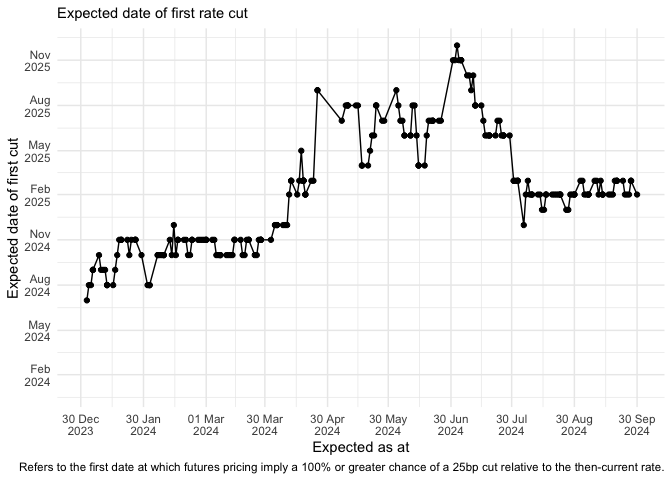 Expected date of first rate cut
Expected date of first cut
Nov
2025
Aug
2025
May
2025
Feb
2025
Nov
2024
Aug
2024
May
2024
Feb
2024
30 Dec
2023
30 Jan
2024
01 Mar
2024
30 Mar
2024
30 Apr
2024
30 May
2024
30 Jun
2024
30 Jul
2024
30 Aug
2024
30 Sep
2024
Expected as at
Refers to the first date at which futures pricing imply a 100% or greater chance of a 25bp cut relative to the then-current rate.